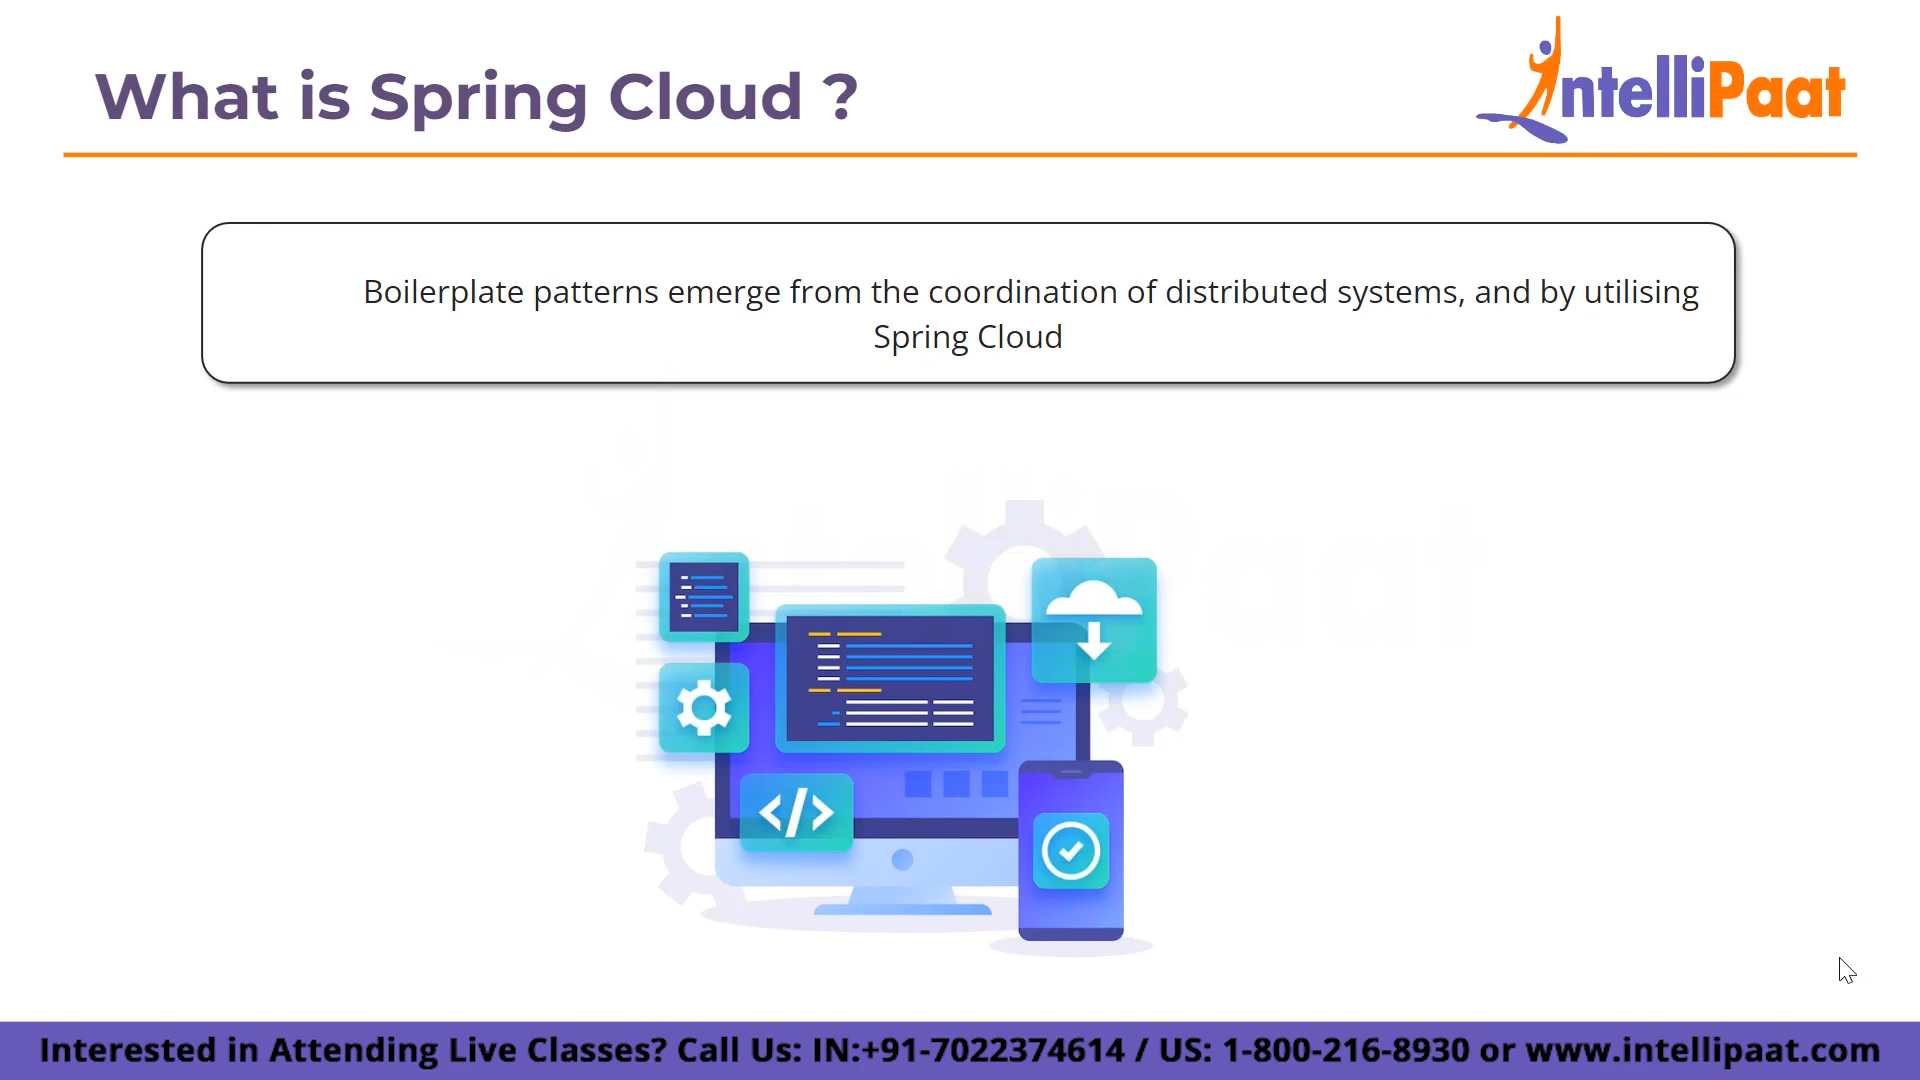 What is Spring Cloud ?
IntelliPaat
Boilerplate patterns emerge from the coordination of distributed systems, and by utilising
Spring Cloud
</>
Interested in Attending Live Classes? Call Us: IN:+91-7022374614 / US: 1-800-216-8930 or www.intellipaat.com